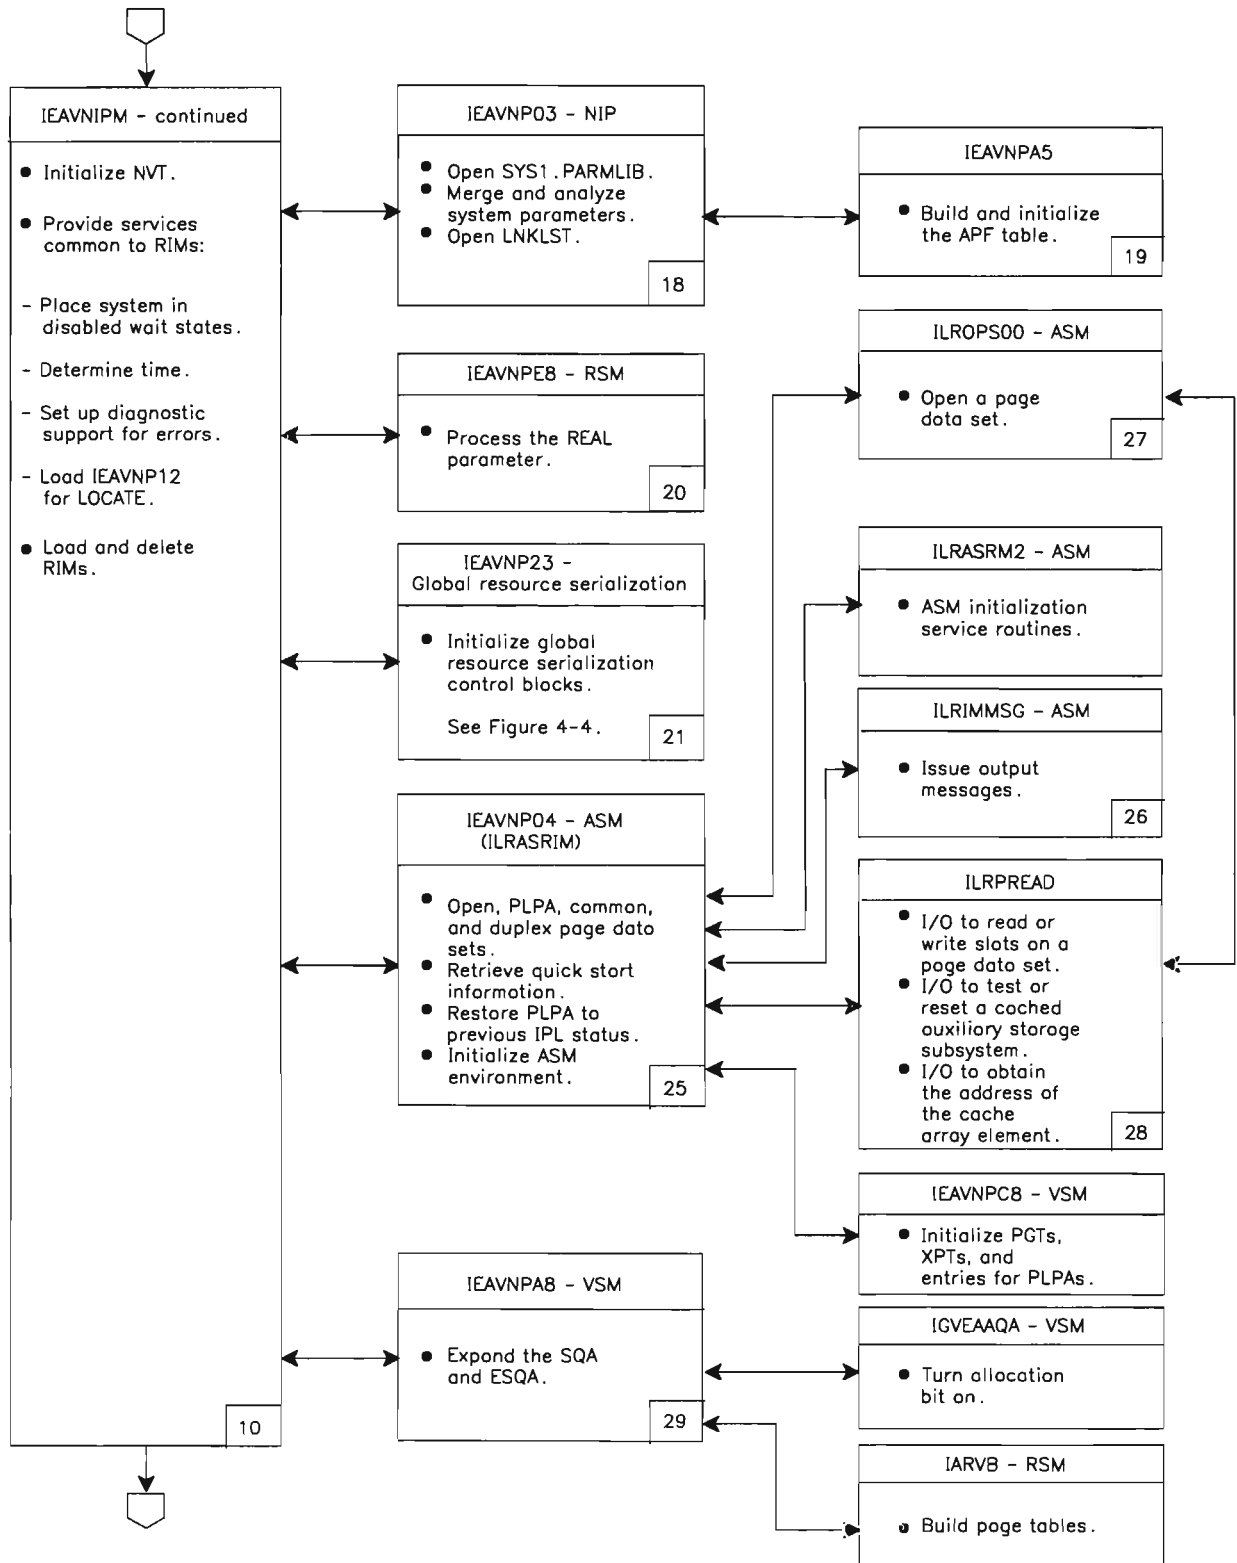 IEAVNIPM - continued
● Initialize NVT.
● Provide services
common to RIMs:
- Place system in
disabled wait states.
- Determine time.
- Set up diagnostic
support for errors.
- Load IEAVNP12
for LOCATE.
● Load and delete
RIMs.
10
IEAVNP03 - NIP
● Open SYS1.PARMLIB.
● Merge and analyze
system parameters.
● Open LNKLST.
18
IEAVNPA5
● Build and initialize
the APF table.
19
IEAVNPE8 - RSM
● Process the REAL
parameter.
20
IEAVNP23 -
Global resource serialization
● Initialize global
resource serialization
control blocks.
See Figure 4-4.
21
IEAVNP04 - ASM
(ILRASRIM)
● Open, PLPA, common,
and duplex page data
sets.
● Retrieve quick start
information.
● Restore PLPA to
previous IPL status.
● Initialize ASM
environment.
25
ILROPS00 - ASM
● Open a page
data set.
27
ILRASRM2 - ASM
● ASM initialization
service routines.
ILRIMMSG - ASM
● Issue output
messages.
26
ILRPREAD
● I/O to read or
write slots on a
page data set.
● I/O to test or
reset a cached
auxiliary storage
subsystem.
● I/O to obtain
the address of
the cache
array element.
28
IEAVNPC8 - VSM
● Initialize PGTs,
XPTs, and
entries for PLPAs.
IEAVNPA8 - VSM
● Expand the SQA
and ESQA.
29
IGVEAAQA - VSM
● Turn allocation
bit on.
IARVB - RSM
● Build page tables.